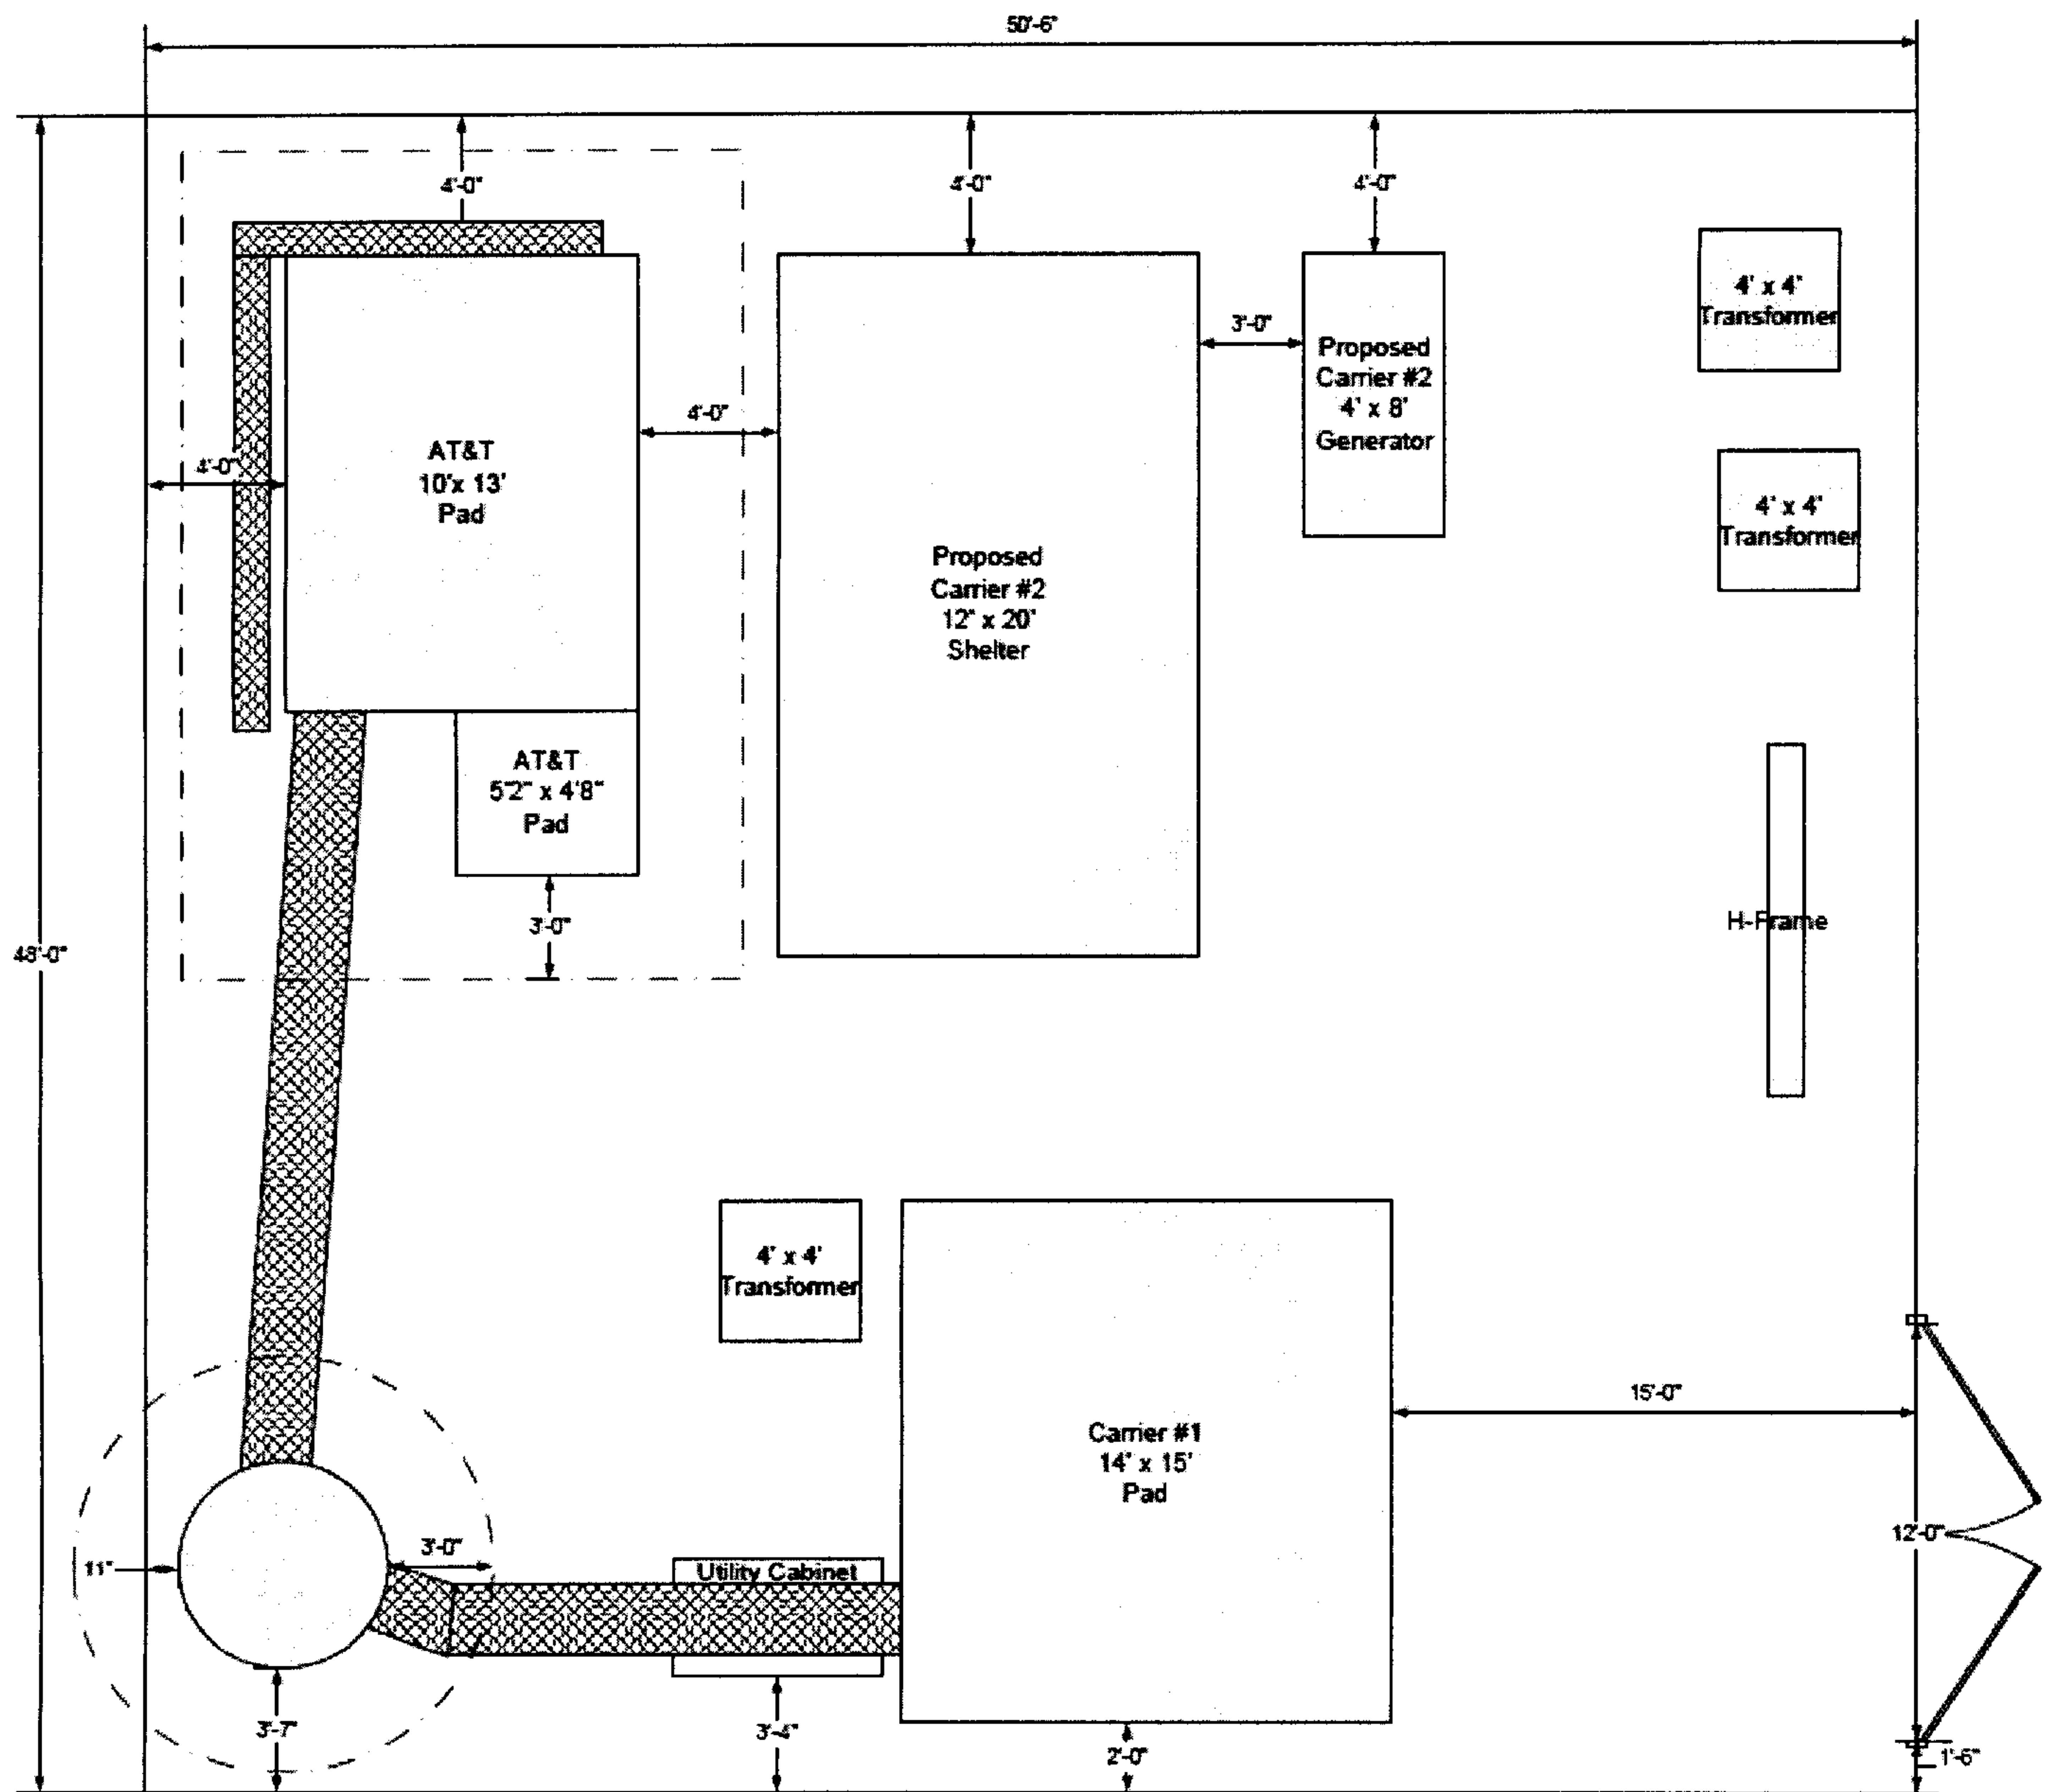 50'-6"
4'-0"
4'-0"
4'-0"
4' x 4'
Transformer
3'-0"
Proposed
Carrier #2
4' x 8'
Generator
4'-0"
AT&T
10'x 13'
Pad
4'-0"
4' x 4'
Transformer
Proposed
Carrier #2
12" x 20'
Shelter
AT&T
5'2" x 4'8"
Pad
3'-0"
H-Frame
48'-0"
4' x 4'
Transformer
15'-0"
Carrier #1
14' x 15'
Pad
12'-0"
3'-0"
11"
Utility Cabinet
3'-7"
3'-4"
2'-0"
1'-6"